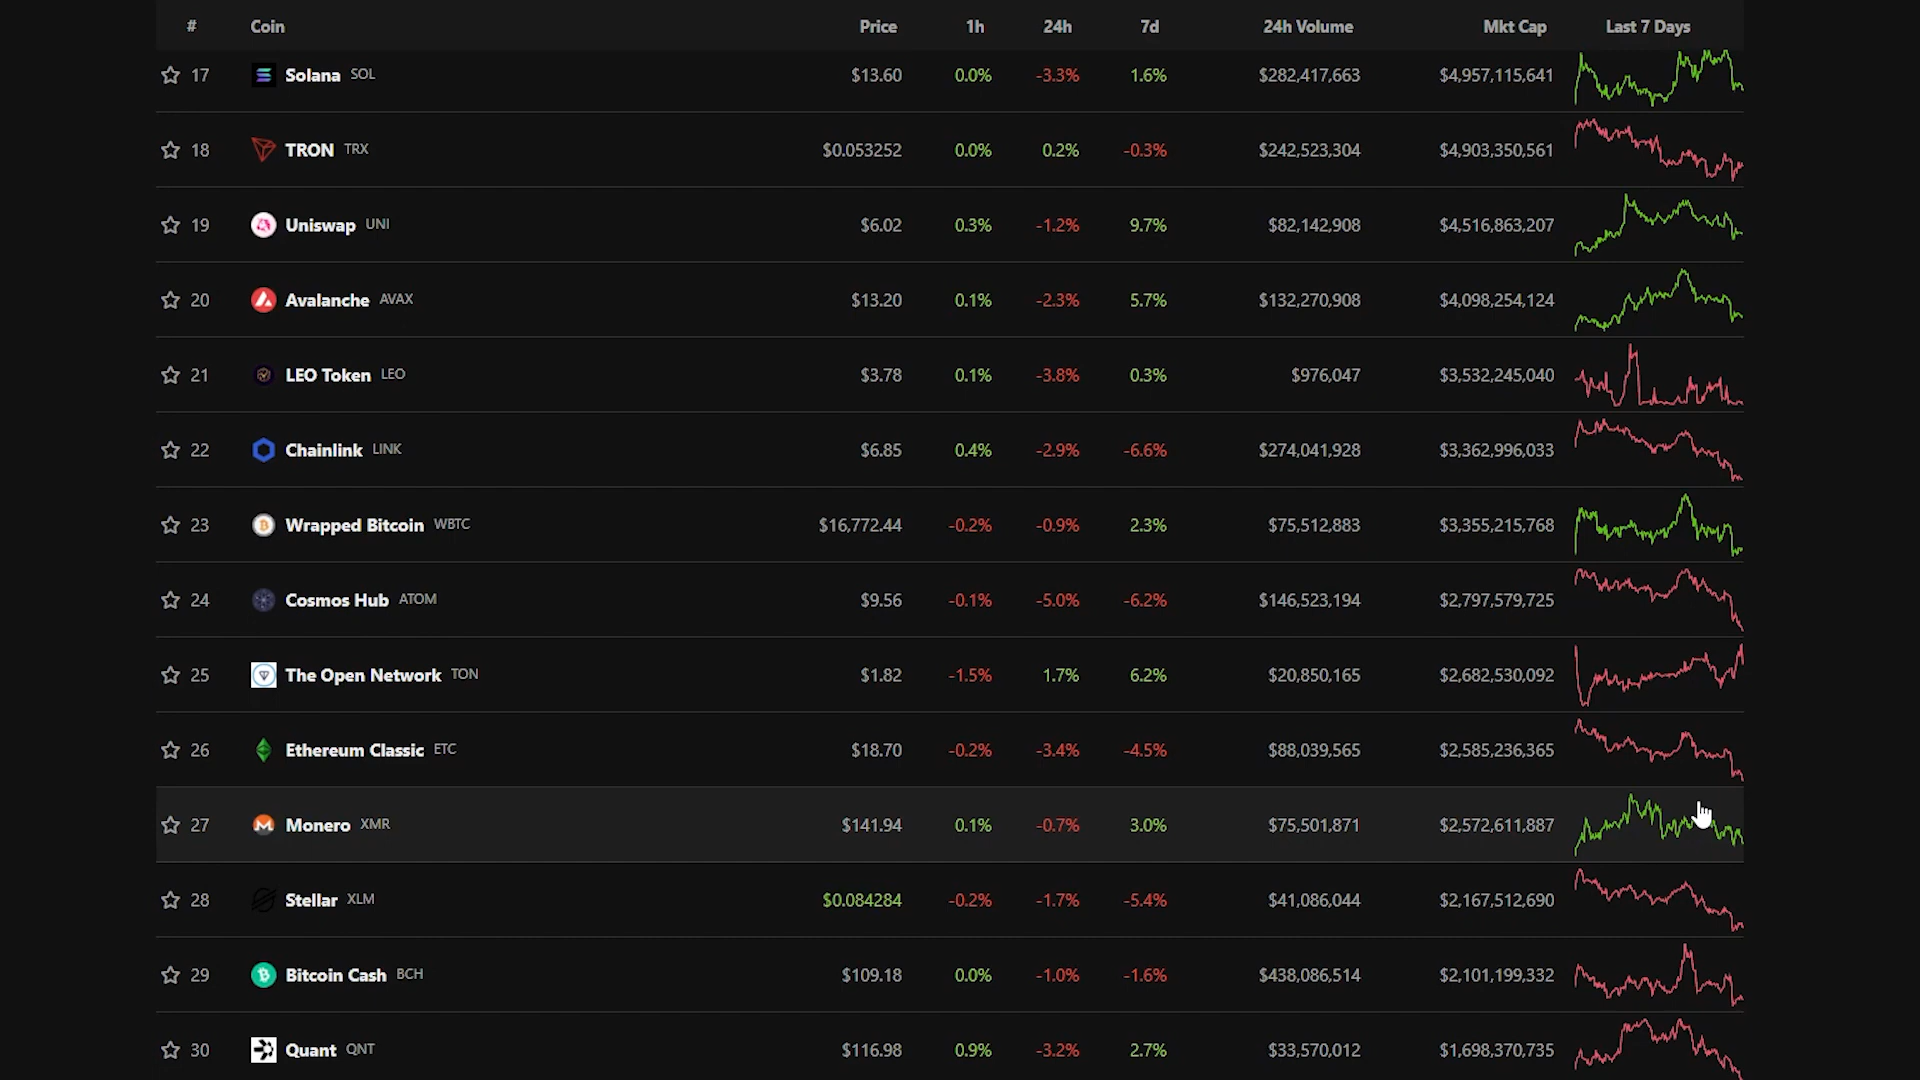 # Coin Price 1h 24h 7d 24h Volume Mkt Cap Last 7 Days
17 Solana SOL $13.60 0.0% -3.3% 1.6% $282,417,663 $4,957,115,641
18 TRON TRX $0.053252 0.0% 0.2% -0.3% $242,523,304 $4,903,350,561
19 Uniswap UNI $6.02 0.3% -1.2% 9.7% $82,142,908 $4,516,863,207
20 Avalanche AVAX $13.20 0.1% -2.3% 5.7% $132,270,908 $4,098,254,124
21 LEO Token LEO $3.78 0.1% -3.8% 0.3% $976,047 $3,532,245,040
22 Chainlink LINK $6.85 0.4% -2.9% -6.6% $274,041,928 $3,362,996,033
23 Wrapped Bitcoin WBTC $16,772.44 -0.2% -0.9% 2.3% $75,512,883 $3,355,215,768
24 Cosmos Hub ATOM $9.56 -0.1% -5.0% -6.2% $146,523,194 $2,797,579,725
25 The Open Network TON $1.82 -1.5% 1.7% 6.2% $20,850,165 $2,682,530,092
26 Ethereum Classic ETC $18.70 -0.2% -3.4% -4.5% $88,039,565 $2,585,236,365
27 Monero XMR $141.94 0.1% -0.7% 3.0% $75,501,871 $2,572,611,887
28 Stellar XLM $0.084284 -0.2% -1.7% -5.4% $41,086,044 $2,167,512,690
29 Bitcoin Cash BCH $109.18 0.0% -1.0% -1.6% $438,086,514 $2,101,199,332
30 Quant QNT $116.98 0.9% -3.2% 2.7% $33,570,012 $1,698,370,735